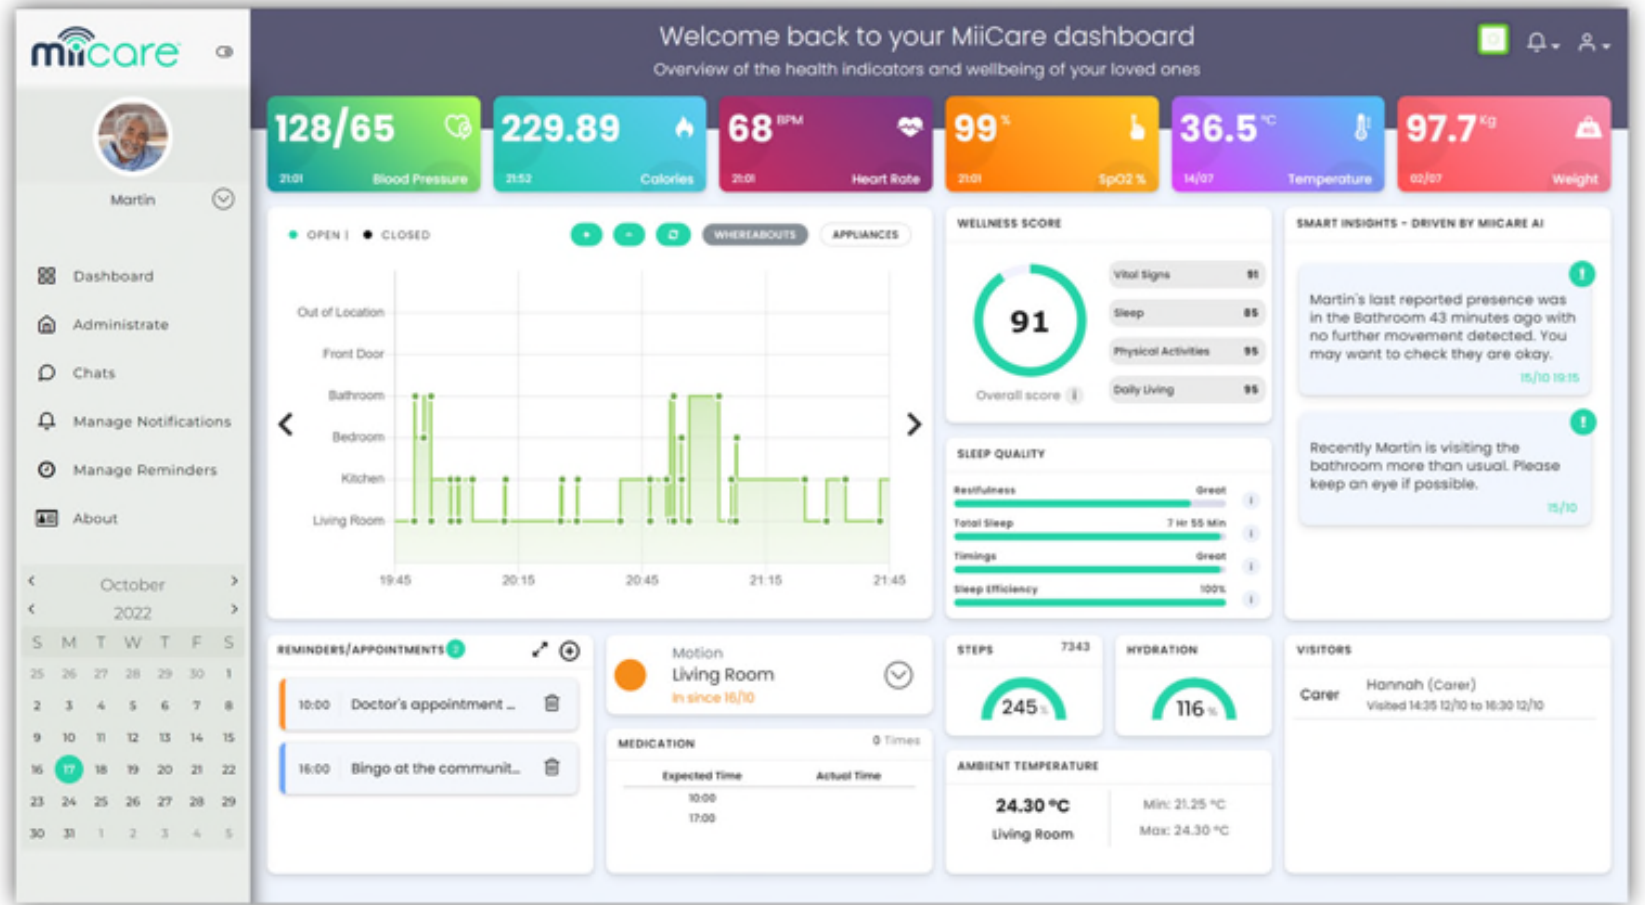 miicare
Martin
Dashboard
Administrate
Chats
Manage Notifications
Manage Reminders
About
October
2022
S M T W T F S
25 26 27 28 29 30 1
2 3 4 5 6 7 8
9 10 11 12 13 14 15
16 17 18 19 20 21 22
23 24 25 26 27 28 29
30 31 1 2 3 4 5
Welcome back to your MiiCare dashboard
Overview of the health indicators and wellbeing of your loved ones
128/65
21:01 Blood Pressure
229.89
21:52 Calories
68 BPM
21:01 Heart Rate
99 %
21:01 SpO2 %
36.5 °C
14/07 Temperature
97.7 Kg
02/07 Weight
OPEN | CLOSED
WHEREABOUTS APPLIANCES
Out of Location
Front Door
Bathroom
Bedroom
Kitchen
Living Room
19:45 20:15 20:45 21:15 21:45
WELLNESS SCORE
91
Overall score i
Vital Signs 91
Sleep 85
Physical Activities 95
Daily Living 95
SLEEP QUALITY
Restfulness Great
Total Sleep 7 Hr 55 Min
Timings Great
Sleep Efficiency 100%
SMART INSIGHTS - DRIVEN BY MIICARE AI
Martin's last reported presence was
in the Bathroom 43 minutes ago with
no further movement detected. You
may want to check they are okay.
15/10 19:15
Recently Martin is visiting the
bathroom more than usual. Please
keep an eye if possible.
15/10
REMINDERS/APPOINTMENTS 2
10:00 Doctor's appointment ...
16:00 Bingo at the communit...
Motion
Living Room
In since 16/10
MEDICATION 0 Times
Expected Time Actual Time
10:00
17:00
STEPS 7343
245 %
HYDRATION
116 %
AMBIENT TEMPERATURE
24.30 °C
Living Room
Min: 21.25 °C
Max: 24.30 °C
VISITORS
Carer
Hannah (Carer)
Visited 14:35 12/10 to 16:30 12/10